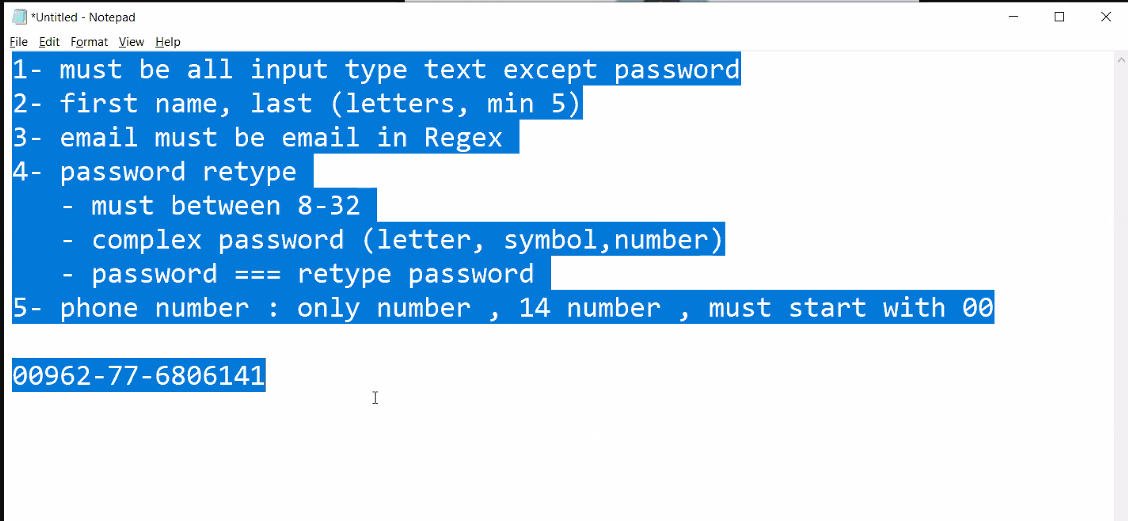 *Untitled - Notepad
File Edit Format View Help
1- must be all input type text except password
2- first name, last (letters, min 5)
3- email must be email in Regex
4- password retype
- must between 8-32
- complex password (letter, symbol,number)
- password === retype password
5- phone number : only number , 14 number , must start with 00
00962-77-6806141